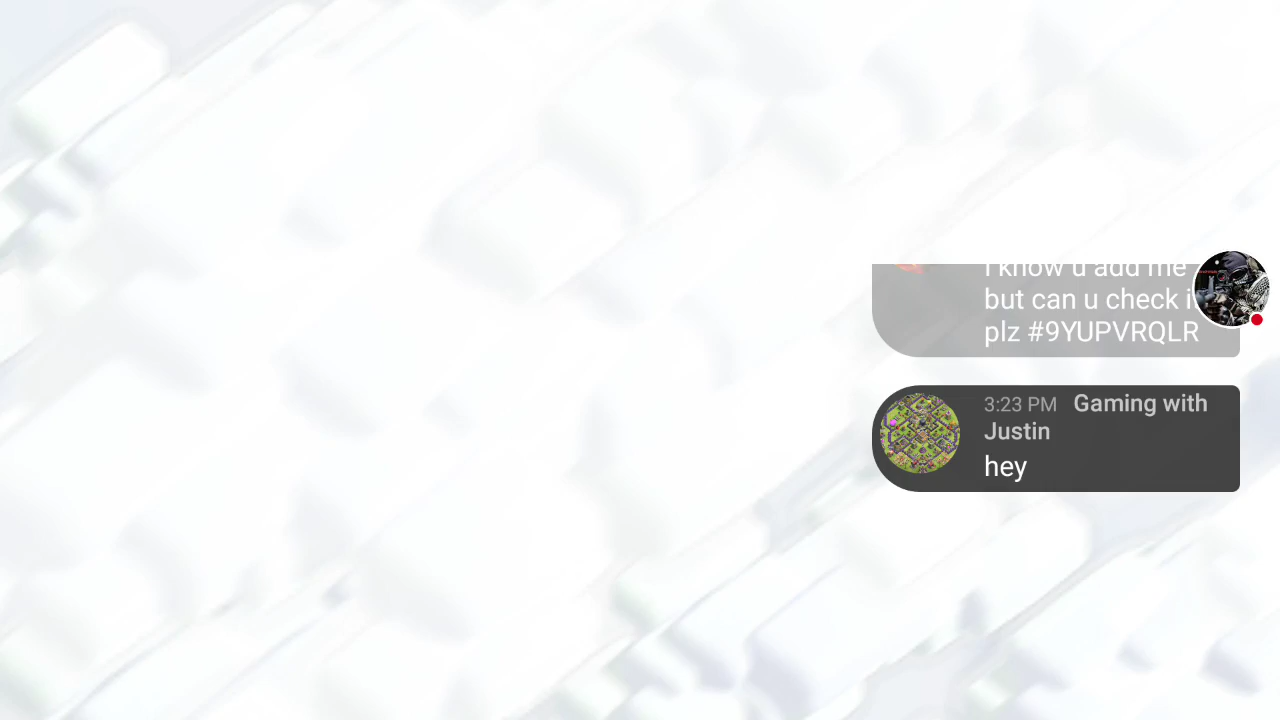 I know u add me
but can u check
plz #9YUPVRQLR
3:23 PM Gaming with
Justin
hey